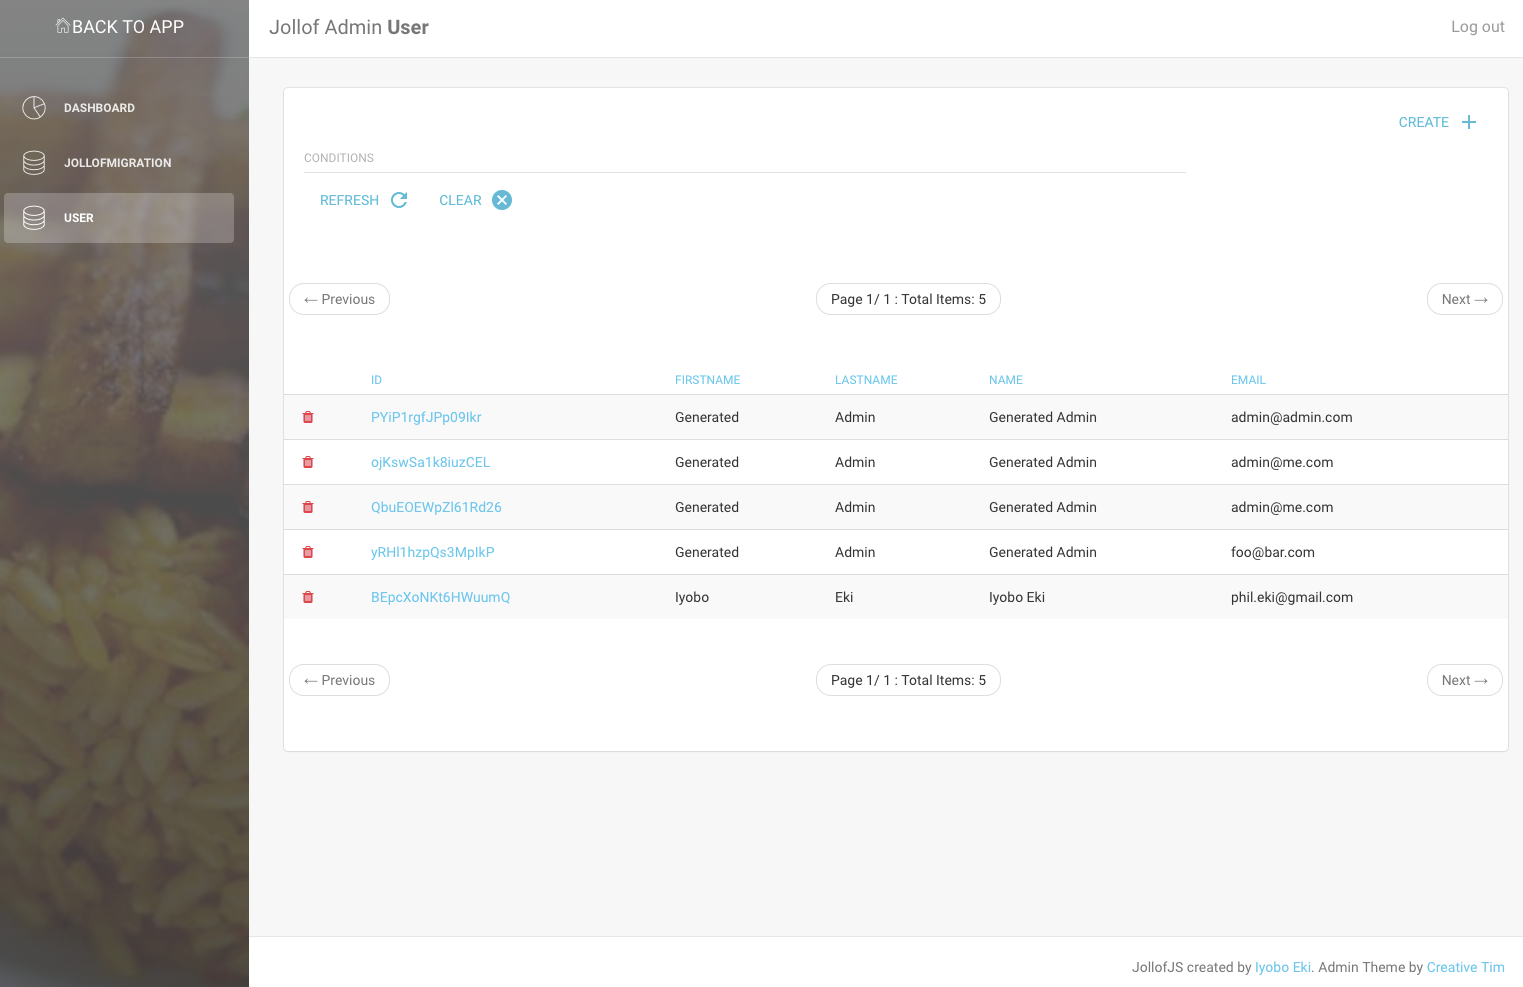 BACK TO APP
Jollof Admin User
Log out
DASHBOARD
JOLLOFMIGRATION
USER
CREATE
CONDITIONS
REFRESH CLEAR
← Previous Page 1/ 1 : Total Items: 5 Next →
ID FIRSTNAME LASTNAME NAME EMAIL
PYiP1rgfJPp09Ikr Generated Admin Generated Admin admin@admin.com
ojKswSa1k8iuzCEL Generated Admin Generated Admin admin@me.com
QbuEOEWpZl61Rd26 Generated Admin Generated Admin admin@me.com
yRHl1hzpQs3MpIkP Generated Admin Generated Admin foo@bar.com
BEpcXoNKt6HWuumQ Iyobo Eki Iyobo Eki phil.eki@gmail.com
← Previous Page 1/ 1 : Total Items: 5 Next →
JollofJS created by Iyobo Eki. Admin Theme by Creative Tim